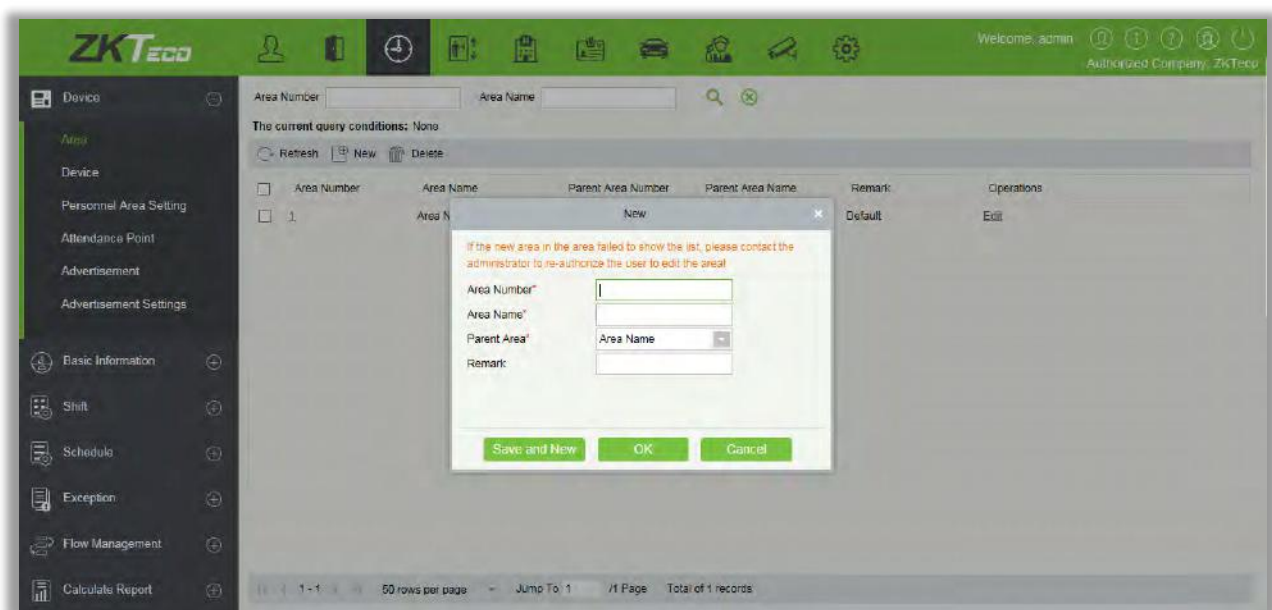 ZKTeco
Welcome, admin
Authorized Company, ZKTeco
Device
Area
Device
Personnel Area Setting
Attendance Point
Advertisement
Advertisement Settings
Basic Information
Shift
Schedule
Exception
Flow Management
Calculate Report
Area Number Area Name
The current query conditions: None
Refresh New Delete
Area Number Area Name Parent Area Number Parent Area Name Remark Operations
1 Area N Default Edit
New
If the new area in the area failed to show the list, please contact the
administrator to re-authorize the user to edit the area!
Area Number*
Area Name*
Parent Area* Area Name
Remark
Save and New OK Cancel
1-1 50 rows per page Jump To 1 /1 Page Total of 1 records